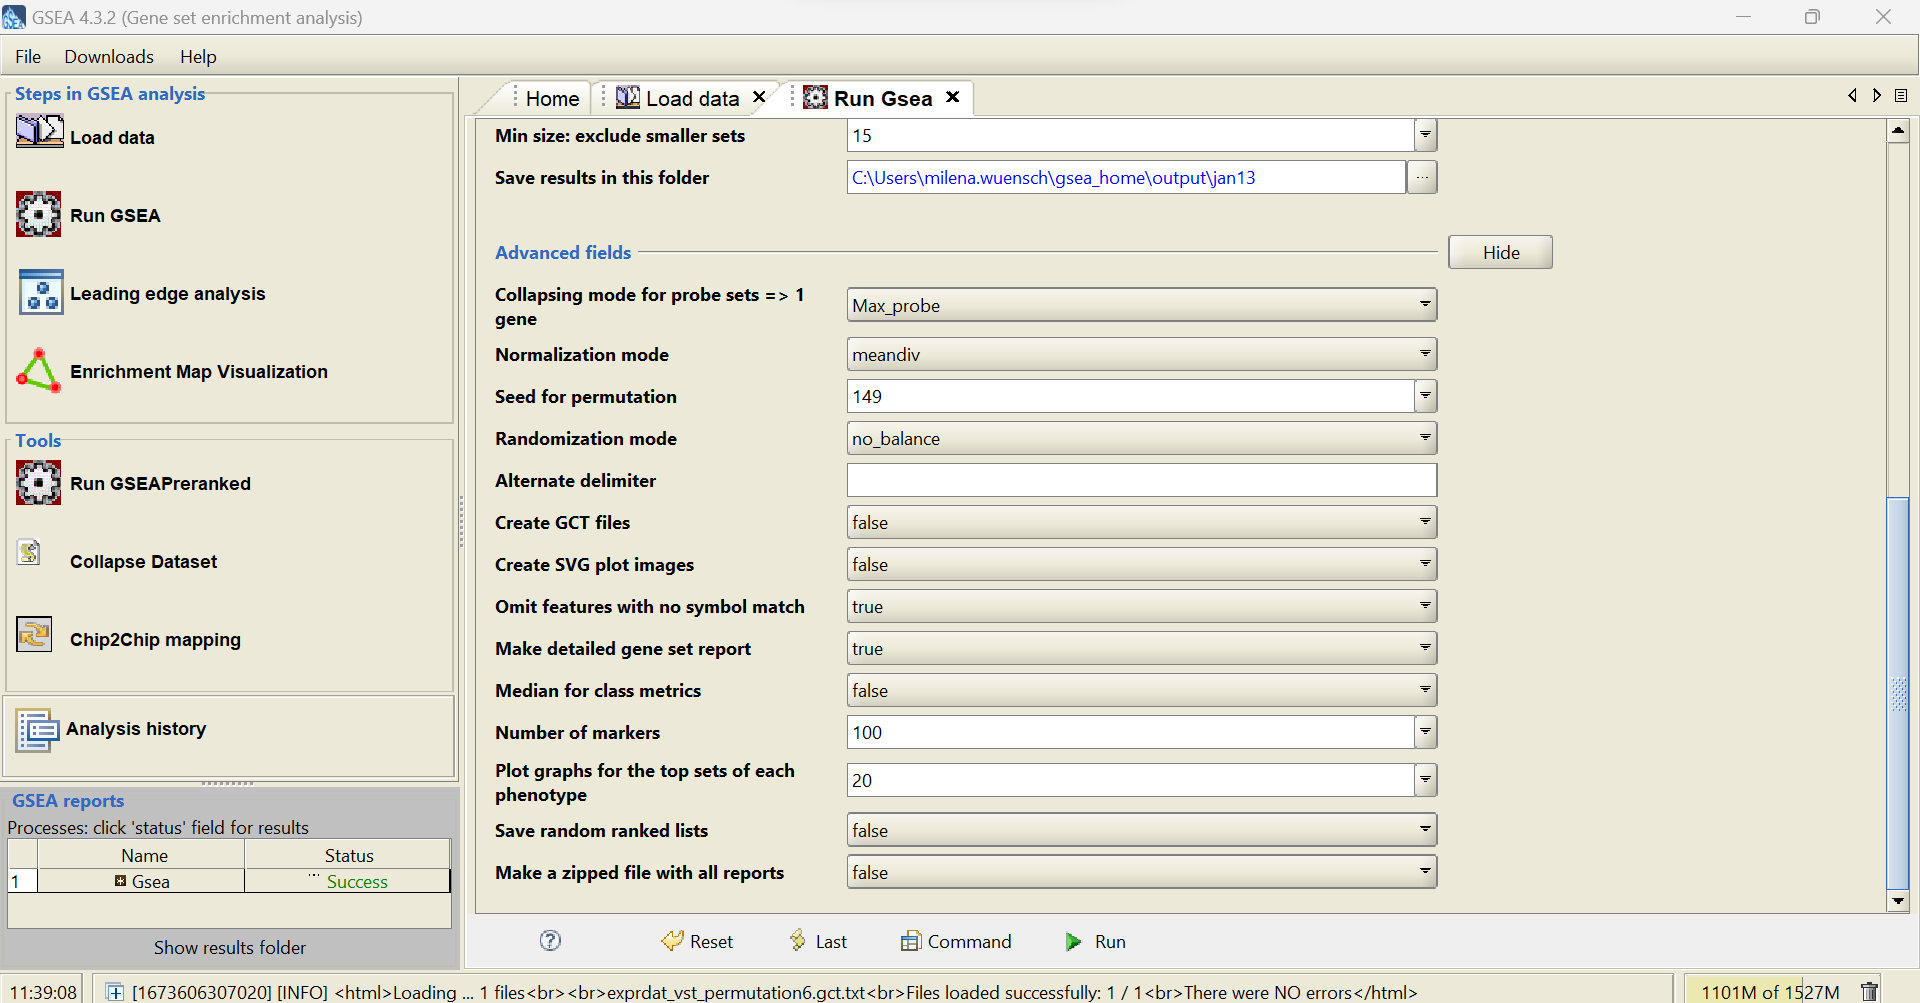 GSEA 4.3.2 (Gene set enrichment analysis)
File Downloads Help
Steps in GSEA analysis
Load data
Run GSEA
Leading edge analysis
Enrichment Map Visualization
Tools
Run GSEAPreranked
Collapse Dataset
Chip2Chip mapping
Analysis history
GSEA reports
Processes: click 'status' field for results
Name Status
1 Gsea Success
Show results folder
Home Load data Run Gsea
Min size: exclude smaller sets 15
Save results in this folder C:\Users\milena.wuensch\gsea_home\output\jan13 ...
Advanced fields Hide
Collapsing mode for probe sets => 1
gene Max_probe
Normalization mode meandiv
Seed for permutation 149
Randomization mode no_balance
Alternate delimiter
Create GCT files false
Create SVG plot images false
Omit features with no symbol match true
Make detailed gene set report true
Median for class metrics false
Number of markers 100
Plot graphs for the top sets of each
phenotype 20
Save random ranked lists false
Make a zipped file with all reports false
? Reset Last Command Run
11:39:08 [1673606307020] [INFO] <html>Loading ... 1 files<br><br>exprdat_vst_permutation6.gct.txt<br>Files loaded successfully: 1 / 1<br>There were NO errors</html> 1101M of 1527M